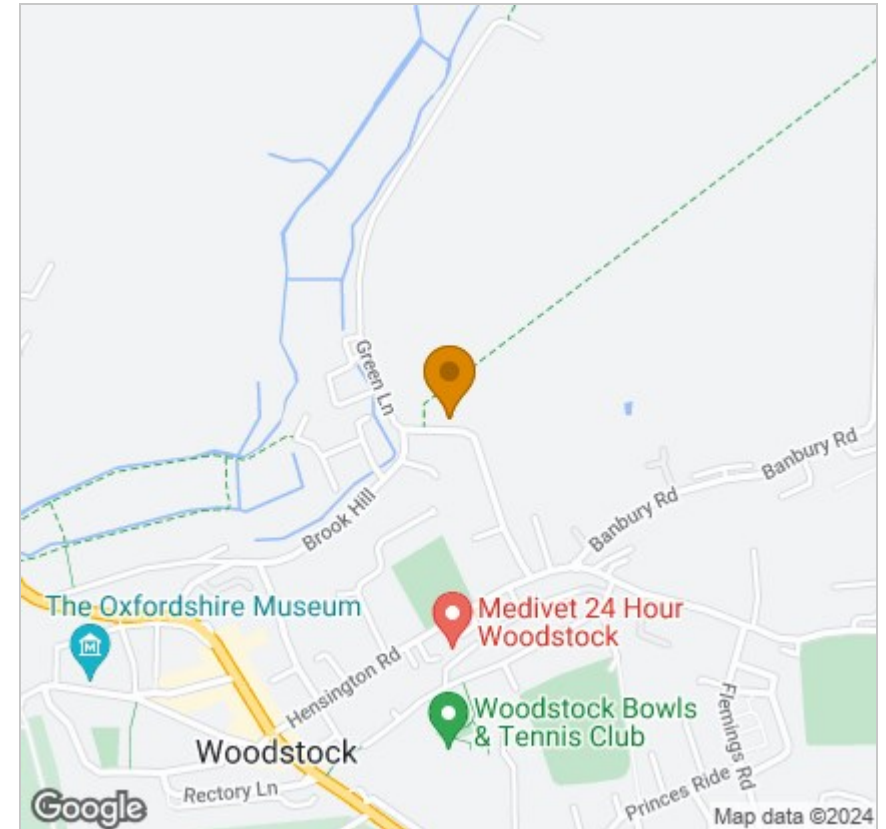 Green Ln
Banbury Rd
Banbury Rd
Brook Hill
The Oxfordshire Museum
M
Medivet 24 Hour
Woodstock
Hensington Rd
Woodstock Bowls
& Tennis Club
Flemings Rd
Woodstock
Rectory Ln
Princes Ride
Google
Map data ©2024